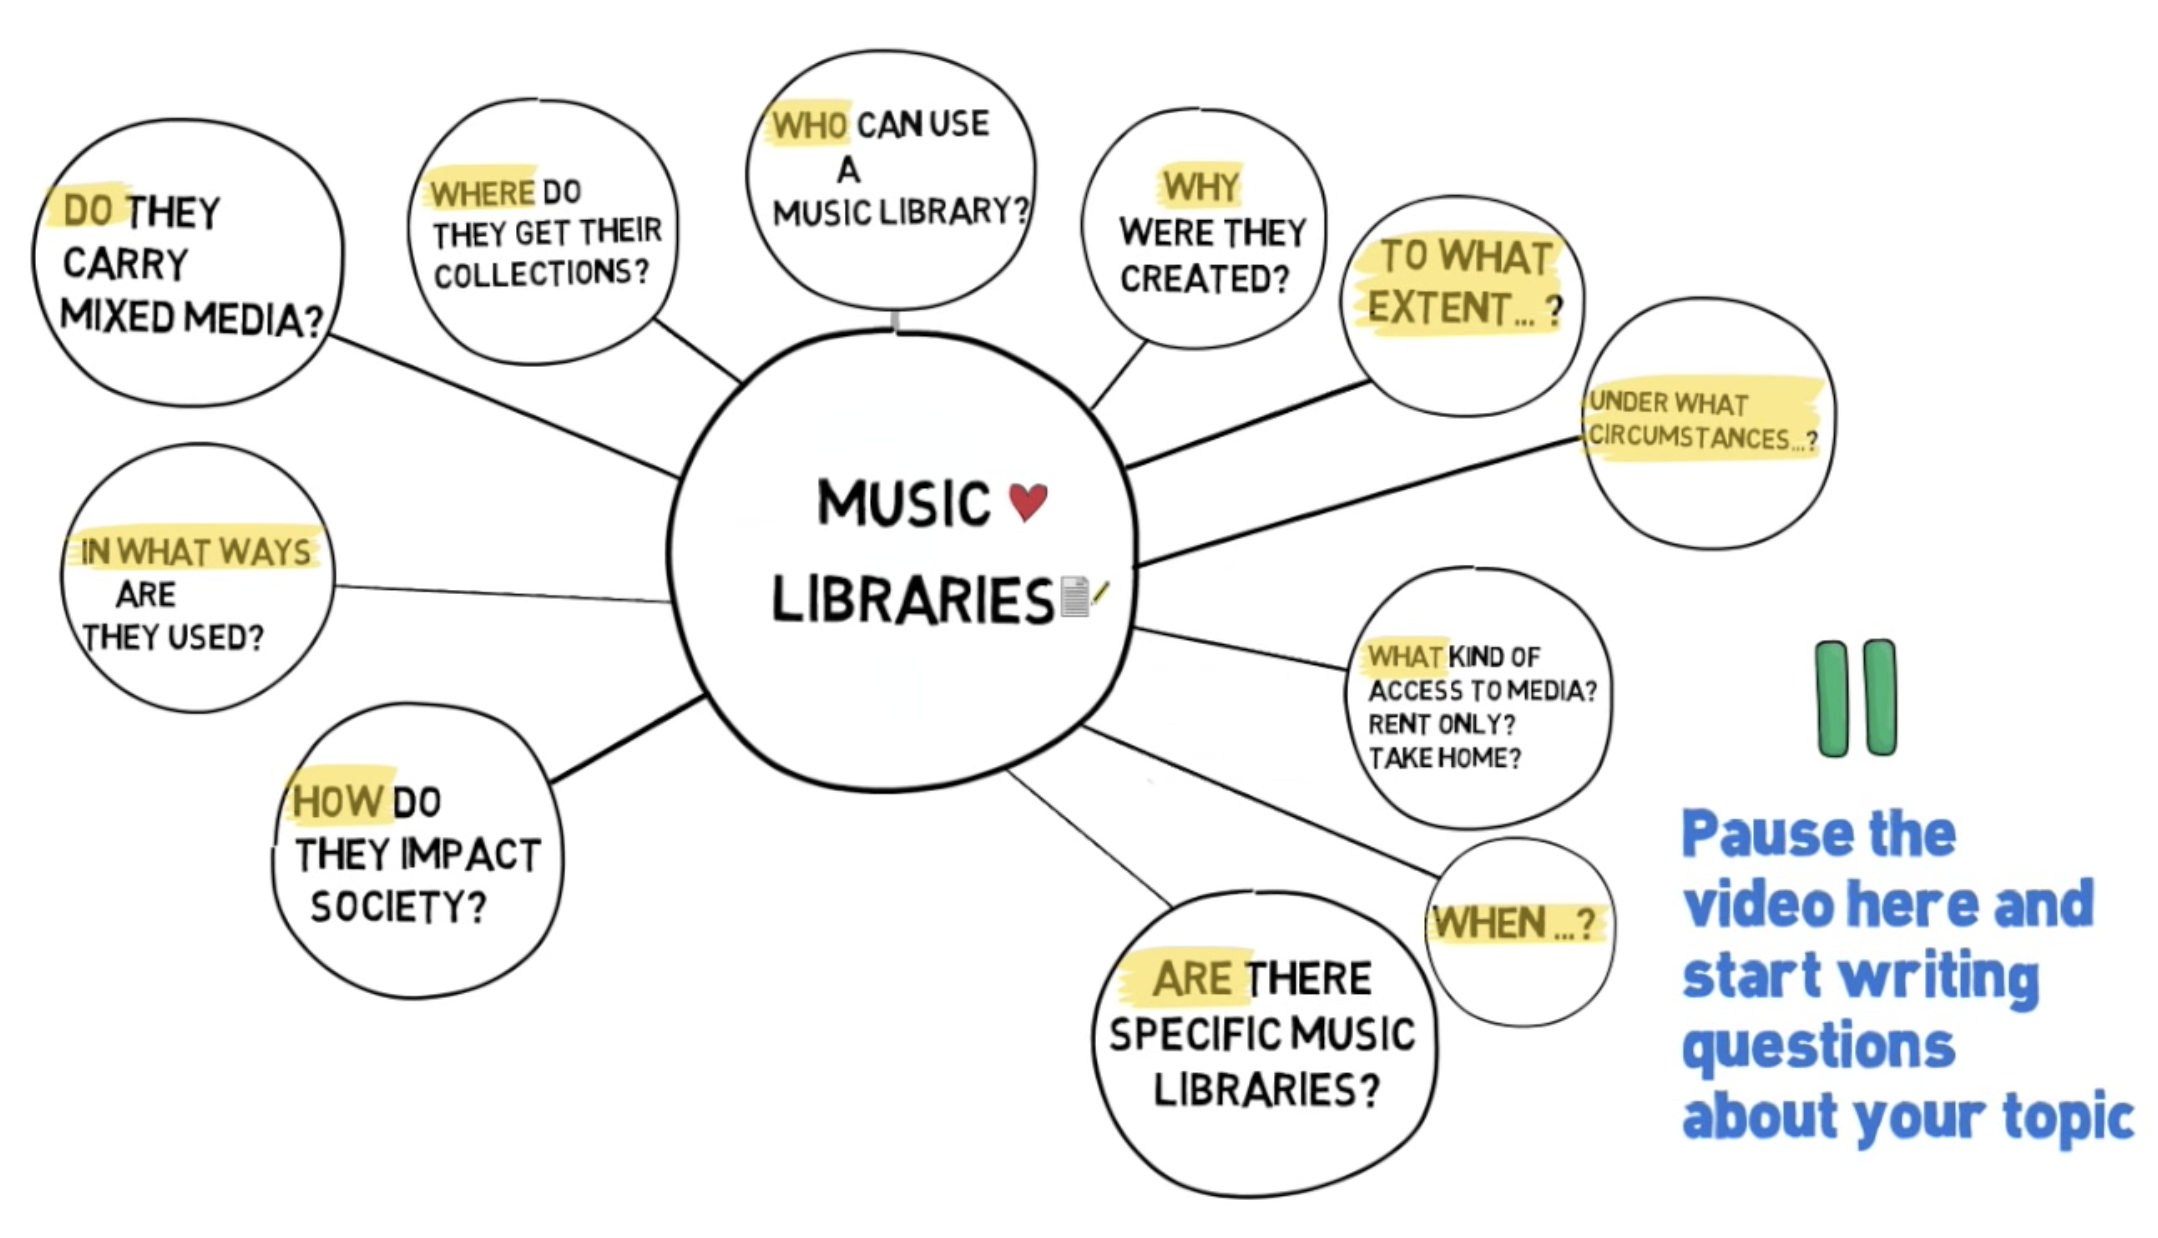 DO THEY
CARRY
MIXED MEDIA?
WHERE DO
THEY GET THEIR
COLLECTIONS?
WHO CAN USE
A
MUSIC LIBRARY?
WHY
WERE THEY
CREATED?
TO WHAT
EXTENT...?
UNDER WHAT
CIRCUMSTANCES...?
MUSIC
LIBRARIES
IN WHAT WAYS
ARE
THEY USED?
WHAT KIND OF
ACCESS TO MEDIA?
RENT ONLY?
TAKE HOME?
HOW DO
THEY IMPACT
SOCIETY?
WHEN...?
ARE THERE
SPECIFIC MUSIC
LIBRARIES?
Pause the
video here and
start writing
questions
about your topic